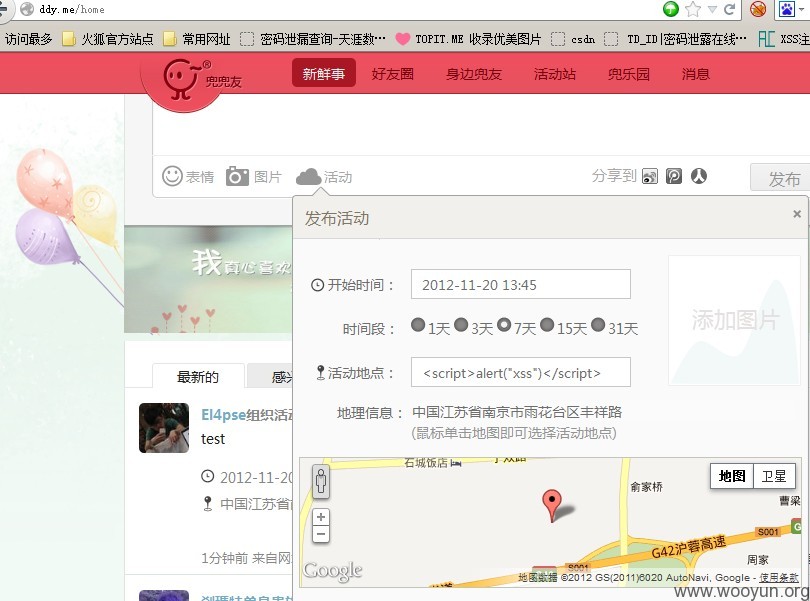 ddy.me/home
访问最多 火狐官方站点 常用网址 密码泄漏查询-天涯数… TOPIT.ME 收录优美图片 csdn TD_ID|密码泄露在线… XSS注
兜兜友 ® 新鲜事 好友圈 身边兜友 活动站 兜乐园 消息
表情 图片 活动 分享到 发布
发布活动 ×
我真心喜欢
开始时间： 2012-11-20 13:45
添加图片
时间段： 1天 3天 7天 15天 31天
最新的 感兴
活动地点： <script>alert("xss")</script>
El4pse组织活动
地理信息： 中国江苏省南京市雨花台区丰祥路
test
(鼠标单击地图即可选择活动地点)
2012-11-20
中国江苏省
1分钟前 来自网
石城饭店
地图 卫星
俞家桥
曹梁
S001
G42沪蓉高速
周家
S001
Google
地图数据 ©2012 GS(2011)6020 AutoNavi, Google - 使用条款
www.wooyun.org